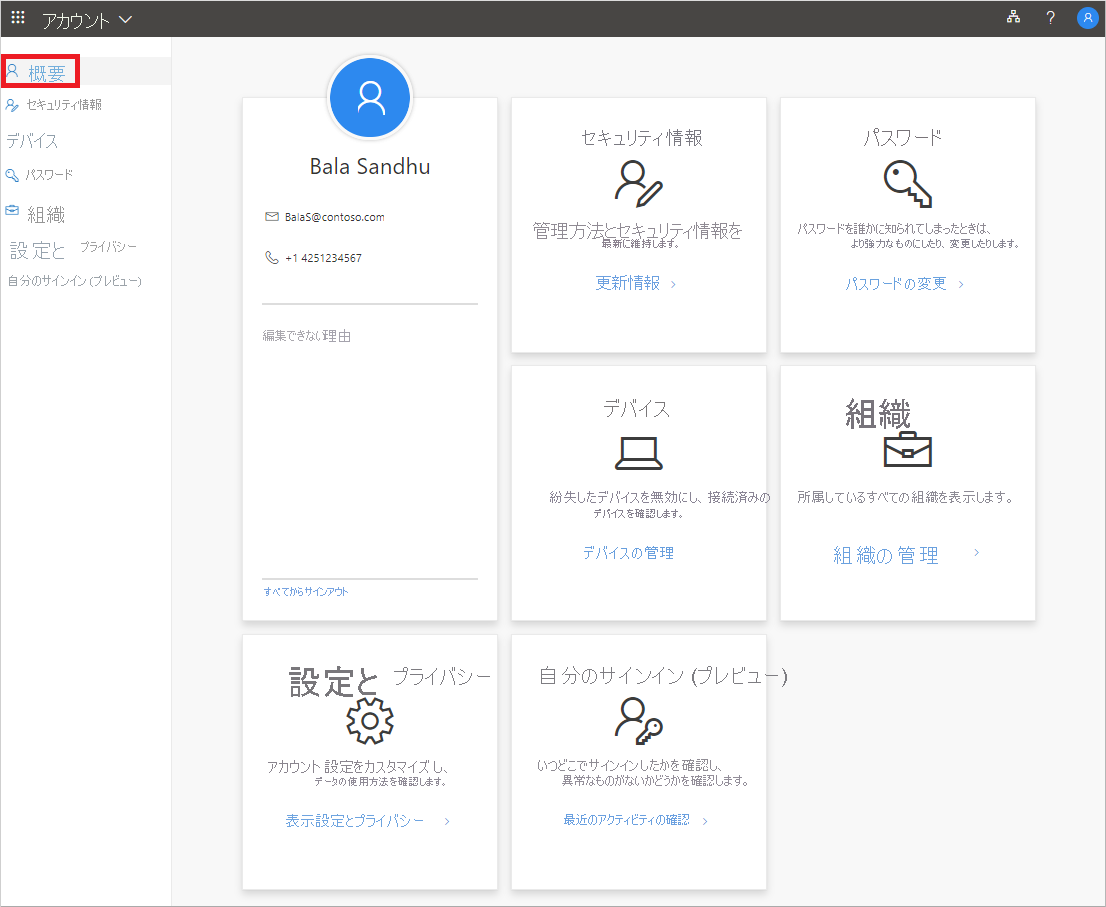 アカウント
?
概要
セキュリティ情報
デバイス
パスワード
組織
設定と プライバシー
自分のサインイン (プレビュー)
Bala Sandhu
BalaS@contoso.com
+1 4251234567
編集できない理由
すべてからサインアウト
セキュリティ情報
管理方法とセキュリティ情報を
最新に維持します。
更新情報
パスワード
パスワードを誰かに知られてしまったときは、
より強力なものにしたり、変更したりします。
パスワードの変更
デバイス
紛失したデバイスを無効にし、接続済みの
デバイスを確認します。
デバイスの管理
組織
所属しているすべての組織を表示します。
組織の管理
設定と プライバシー
アカウント設定をカスタマイズし、
データの使用方法を確認します。
表示設定とプライバシー
自分のサインイン (プレビュー)
いつどこでサインインしたかを確認し、
異常なものがないかどうかを確認します。
最近のアクティビティの確認